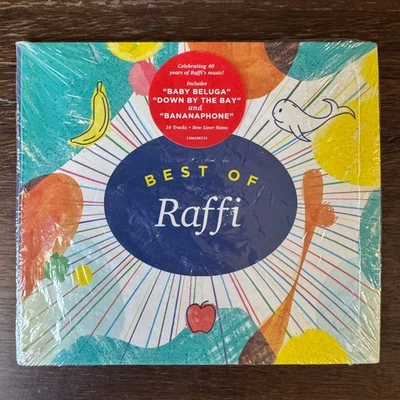 Celebrating 40
years of Raffi's music!
Includes
"BABY BELUGA"
"DOWN BY THE BAY"
and
"BANANAPHONE"
16 Tracks • New Liner Notes
BEST OF
Raffi